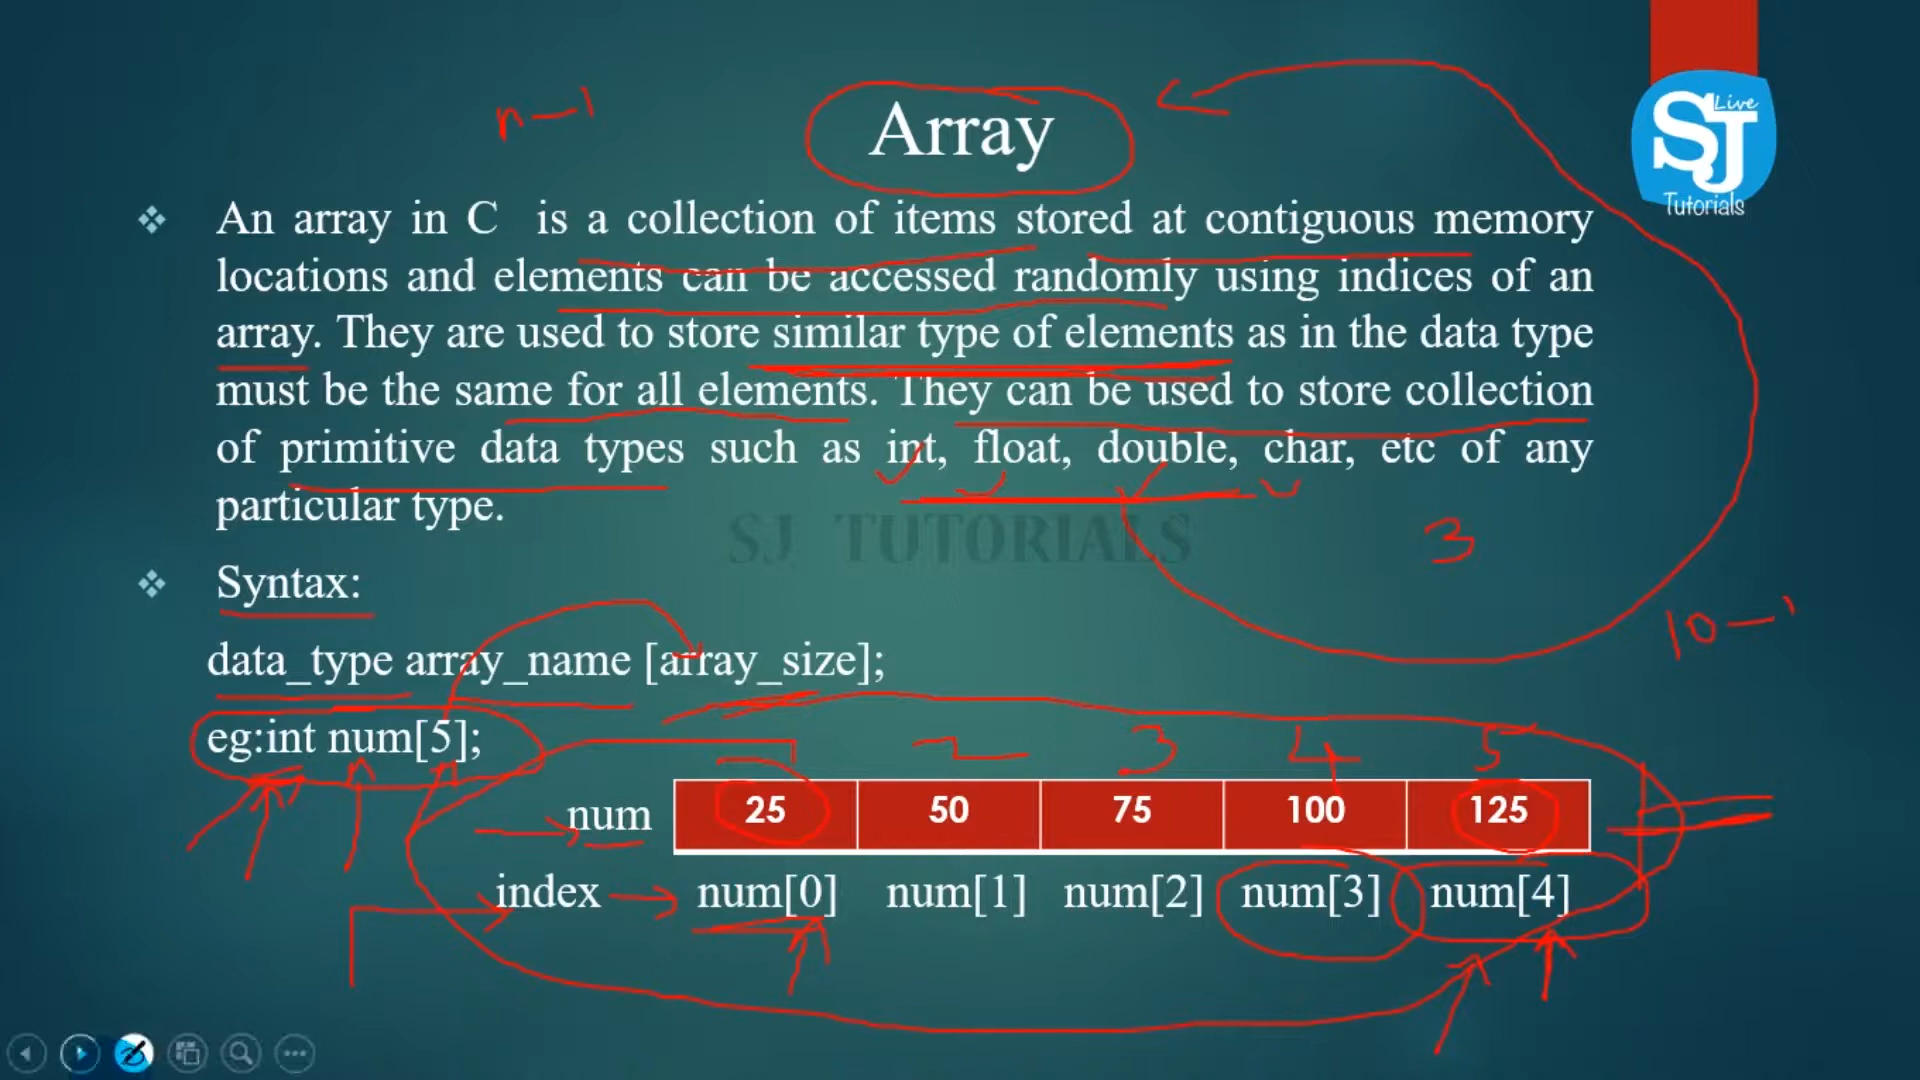 n-1
Array
Live
SJ
Tutorials
An array in C is a collection of items stored at contiguous memory
locations and elements can be accessed randomly using indices of an
array. They are used to store similar type of elements as in the data type
must be the same for all elements. They can be used to store collection
of primitive data types such as int, float, double, char, etc of any
particular type.
SJ TUTORIALS
3
Syntax:
10-1
data_type array_name [array_size];
eg:int num[5];
1 2 3 4 5
num 25 50 75 100 125
index num[0] num[1] num[2] num[3] num[4]